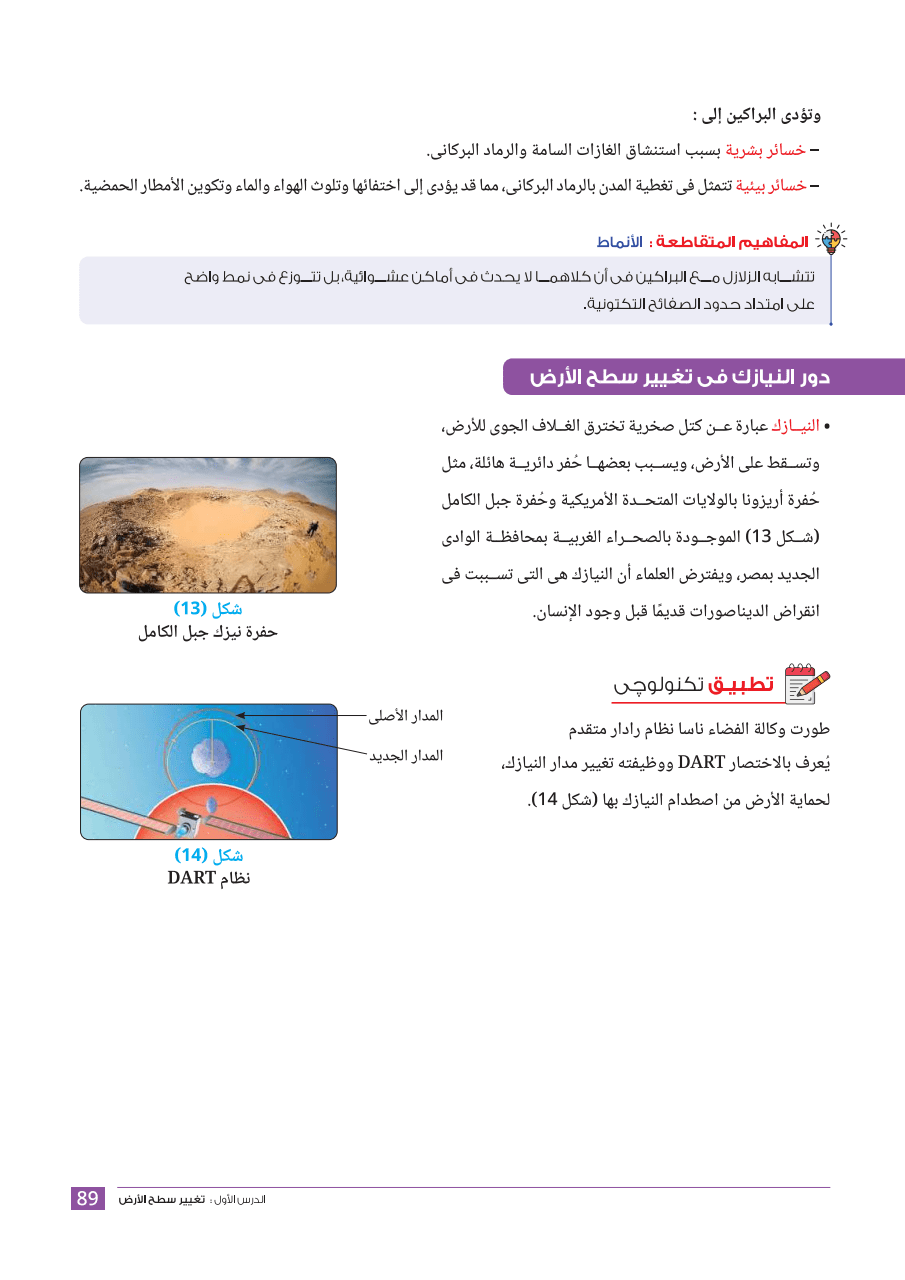 وتؤدى البراكين إلى :
– خسائر بشرية بسبب استنشاق الغازات السامة والرماد البركانى.
– خسائر بيئية تتمثل فى تغطية المدن بالرماد البركانى، مما قد يؤدى إلى اختفائها وتلوث الهواء والماء وتكوين الأمطار الحمضية.
المفاهيم المتقاطعة : الأنماط
تتشابه الزلازل مع البراكين فى أن كلاهما لا يحدث فى أماكن عشوائية، بل تتوزع فى نمط واضح
على امتداد حدود الصفائح التكتونية.
دور النيازك فى تغيير سطح الأرض
• النيازك عبارة عن كتل صخرية تخترق الغلاف الجوى للأرض،
وتسقط على الأرض، ويسبب بعضها حُفر دائرية هائلة، مثل
حُفرة أريزونا بالولايات المتحدة الأمريكية وحُفرة جبل الكامل
(شكل 13) الموجودة بالصحراء الغربية بمحافظة الوادى
الجديد بمصر، ويفترض العلماء أن النيازك هى التى تسببت فى
انقراض الديناصورات قديمًا قبل وجود الإنسان.
شكل (13)
حفرة نيزك جبل الكامل
تطبيق تكنولوچى
طورت وكالة الفضاء ناسا نظام رادار متقدم
يُعرف بالاختصار DART ووظيفته تغيير مدار النيازك،
لحماية الأرض من اصطدام النيازك بها (شكل 14).
المدار الأصلى
المدار الجديد
شكل (14)
نظام DART
الدرس الأول : تغيير سطح الأرض
89